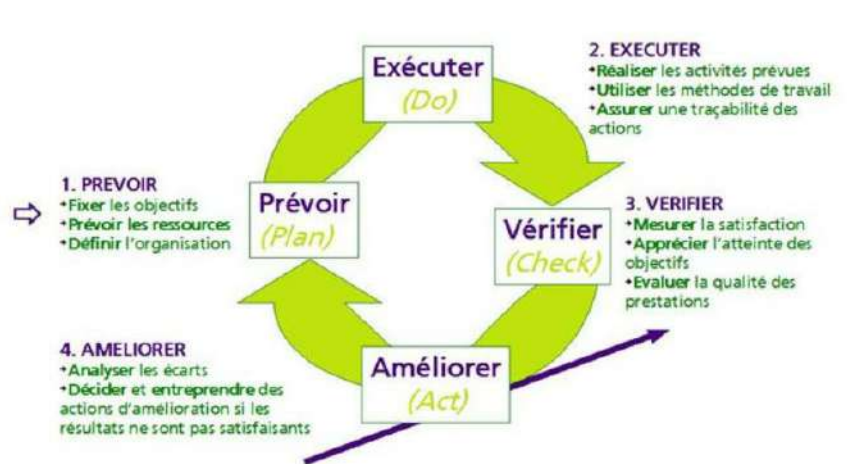 Exécuter
(Do)
2. EXECUTER
Réaliser les activités prévues
Utiliser les méthodes de travail
Assurer une traçabilité des
actions
1. PREVOIR
Fixer les objectifs
Prévoir les ressources
Définir l'organisation
Prévoir
(Plan)
Vérifier
(Check)
3. VERIFIER
Mesurer la satisfaction
Apprécier l'atteinte des
objectifs
Evaluer la qualité des
prestations
4. AMELIORER
Analyser les écarts
Décider et entreprendre des
actions d'amélioration si les
résultats ne sont pas satisfaisants
Améliorer
(Act)